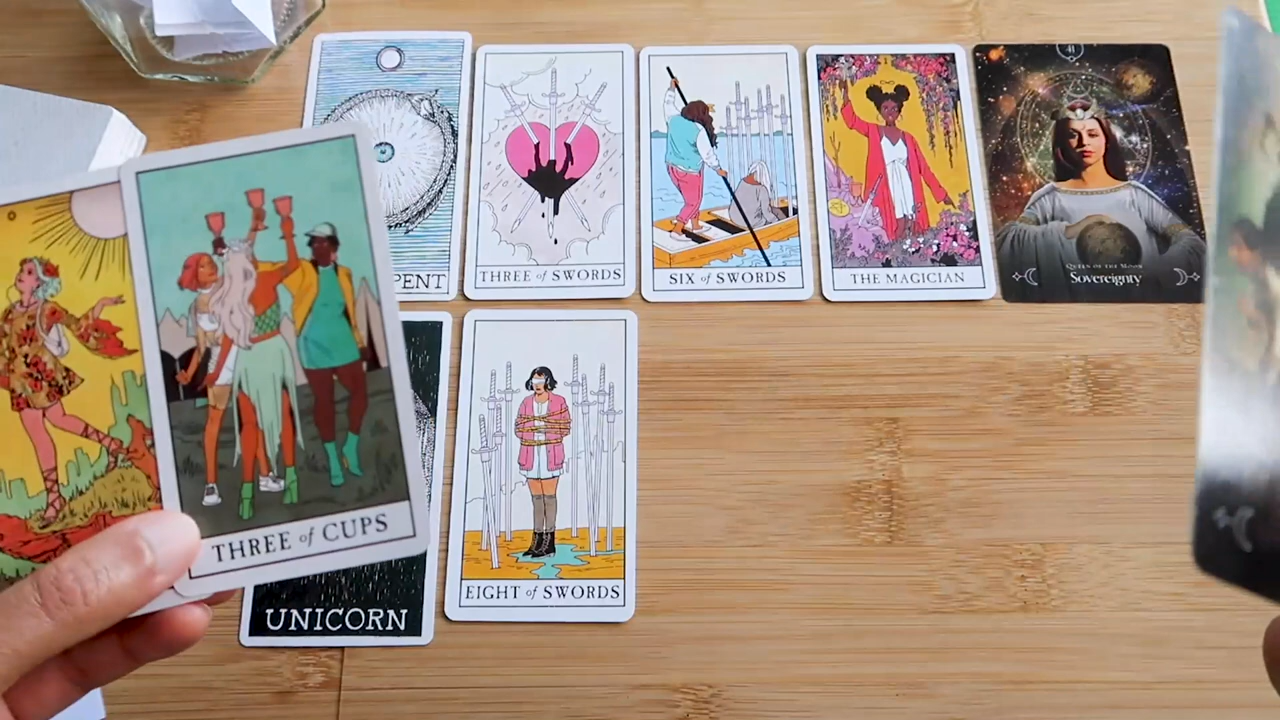 PENT
THREE of SWORDS
SIX of SWORDS
THE MAGICIAN
41
QUEEN OF THE MOON
Sovereignty
THREE of CUPS
UNICORN
EIGHT of SWORDS